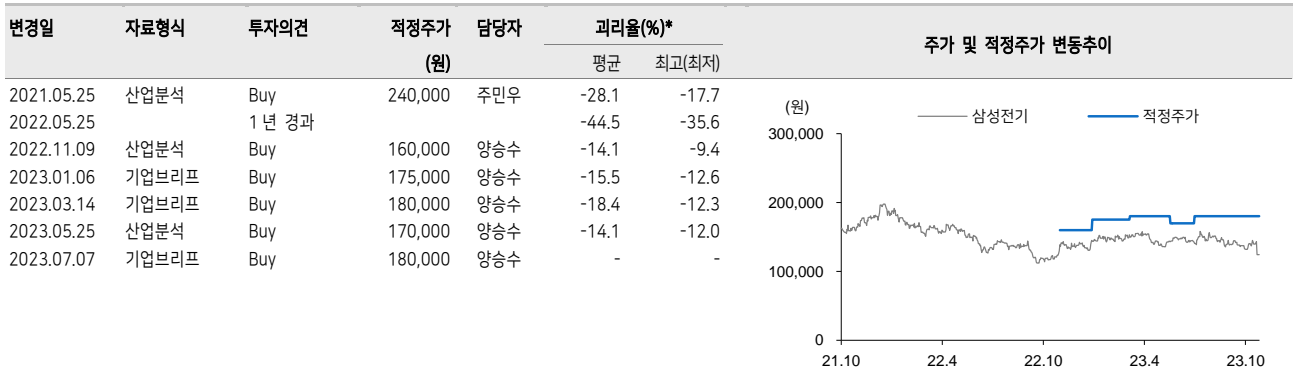 변경일 자료형식 투자의견 적정주가 담당자 괴리율(%)* 주가 및 적정주가 변동추이
(원) 평균 최고(최저)
2021.05.25 산업분석 Buy 240,000 주민우 -28.1 -17.7
2022.05.25 1년 경과 -44.5 -35.6
2022.11.09 산업분석 Buy 160,000 양승수 -14.1 -9.4
2023.01.06 기업브리프 Buy 175,000 양승수 -15.5 -12.6
2023.03.14 기업브리프 Buy 180,000 양승수 -18.4 -12.3
2023.05.25 산업분석 Buy 170,000 양승수 -14.1 -12.0
2023.07.07 기업브리프 Buy 180,000 양승수 - -
(원)
삼성전기 적정주가
300,000
200,000
100,000
0
21.10 22.4 22.10 23.4 23.10